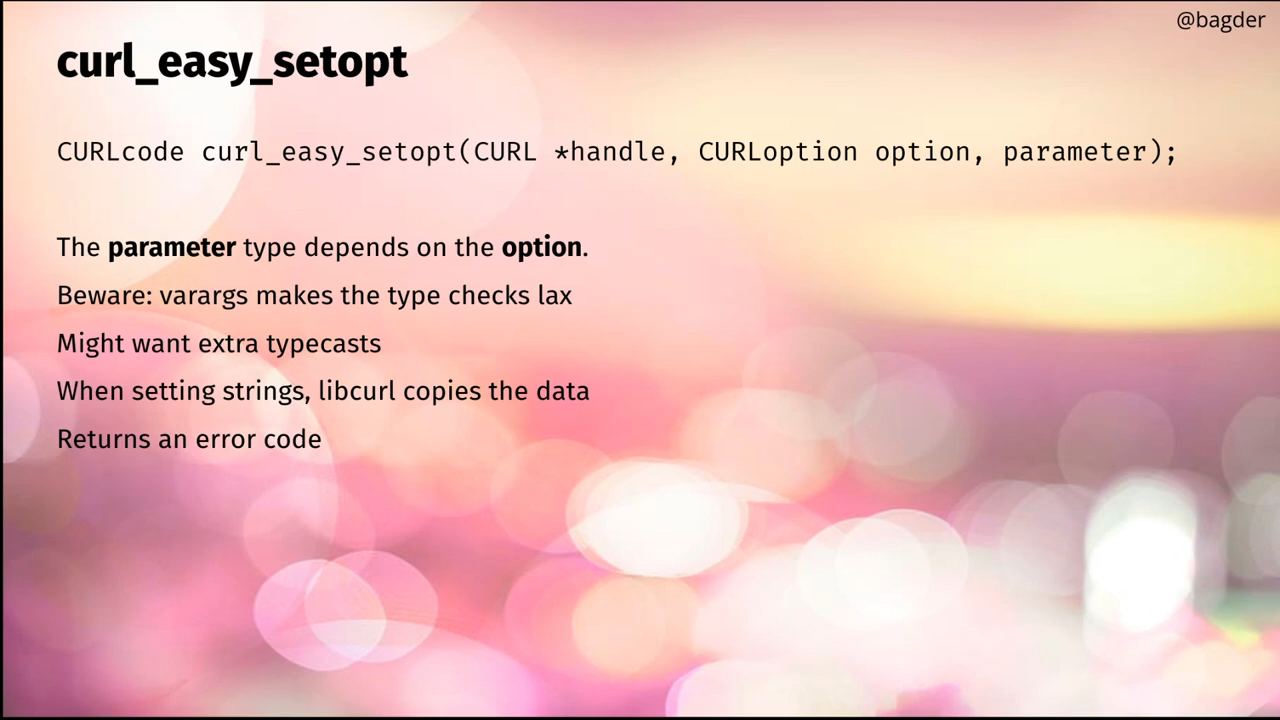 @bagder
curl_easy_setopt
CURLcode curl_easy_setopt(CURL *handle, CURLoption option, parameter);
The parameter type depends on the option.
Beware: varargs makes the type checks lax
Might want extra typecasts
When setting strings, libcurl copies the data
Returns an error code